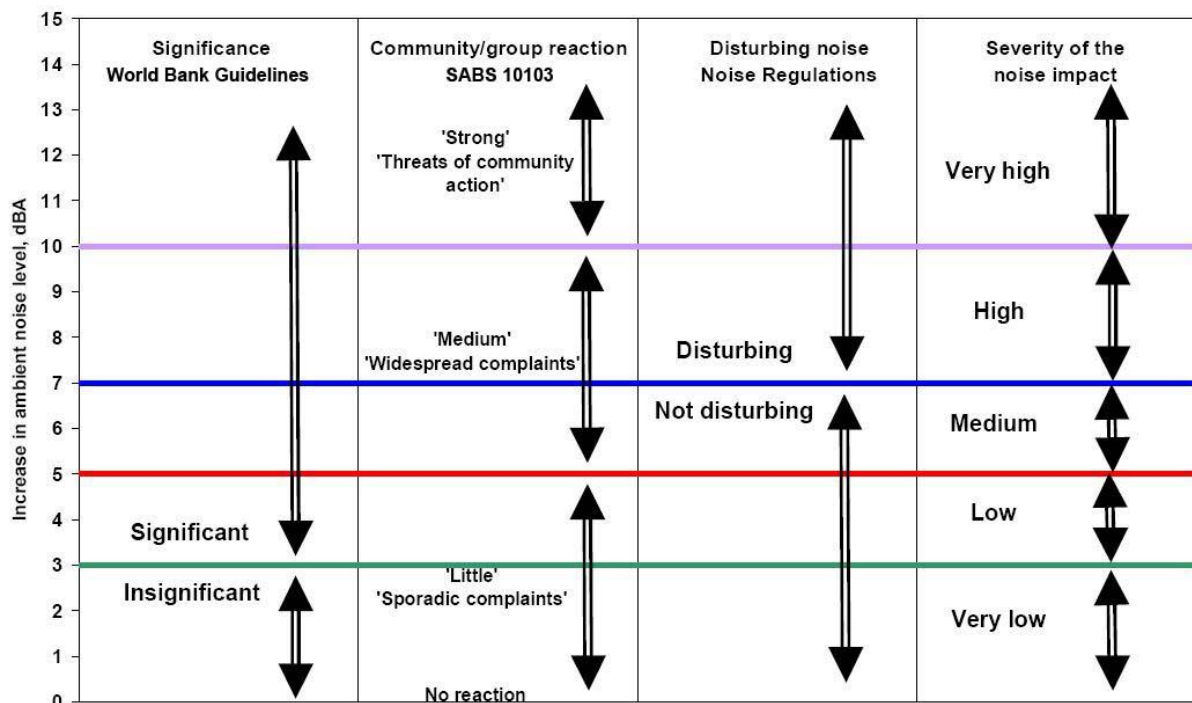 Increase in ambient noise level, dBA
15
14
13
12
11
10
9
8
7
6
5
4
3
2
1
0
Significance
World Bank Guidelines
Significant
Insignificant
Community/group reaction
SABS 10103
'Strong'
'Threats of community
action'
'Medium'
'Widespread complaints'
'Little'
'Sporadic complaints'
No reaction
Disturbing noise
Noise Regulations
Disturbing
Not disturbing
Severity of the
noise impact
Very high
High
Medium
Low
Very low